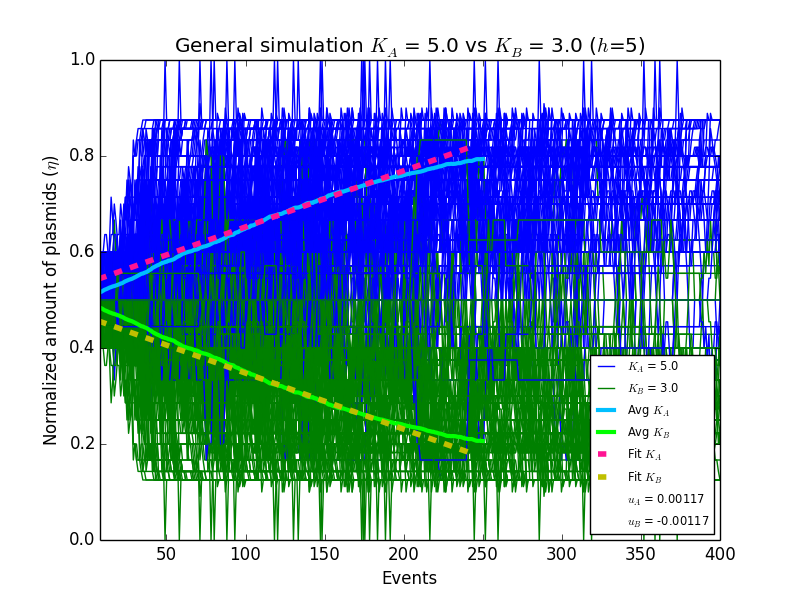 General simulation K_A = 5.0 vs K_B = 3.0 (h=5)
Normalized amount of plasmids (η)
1.0
0.8
0.6
0.4
0.2
0.0
K_A = 5.0
K_B = 3.0
Avg K_A
Avg K_B
Fit K_A
Fit K_B
u_A = 0.00117
u_B = -0.00117
50 100 150 200 250 300 350 400
Events